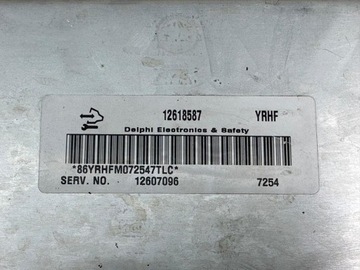 12618587 YRHF
Delphi Electronics & Safety
*86YRHFM072547TLC*
SERV. NO. 12607096 7254